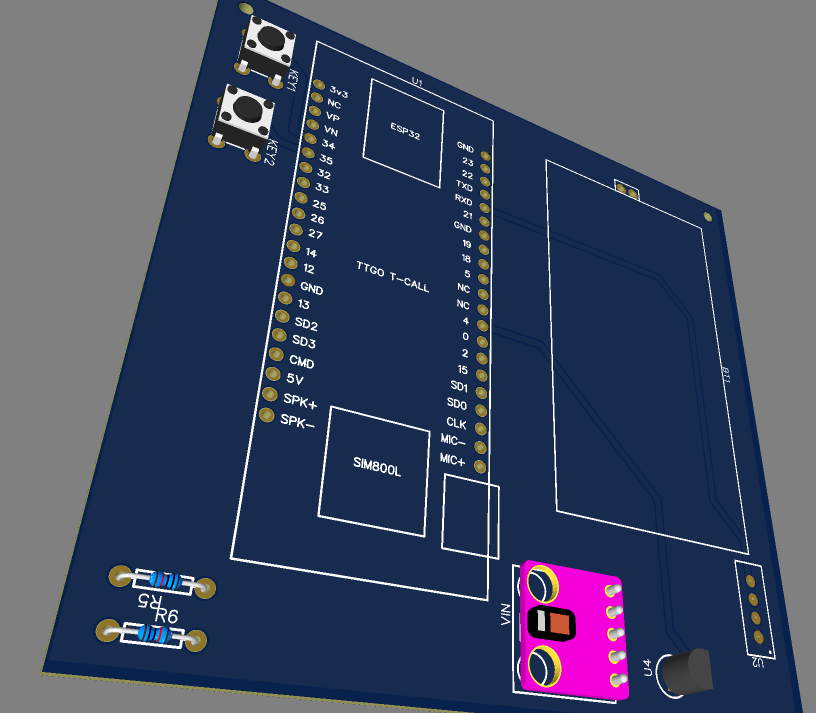 KEY1
KEY2
U1
ESP32
3v3
NC
VP
VN
34
35
32
33
25
26
27
14
12
GND
13
SD2
SD3
CMD
5V
SPK+
SPK-
GND
23
22
TXD
RXD
21
GND
19
18
5
NC
NC
4
0
2
15
SD1
SD0
CLK
MIC-
MIC+
TTGO T-CALL
SIM800L
R5
VIN
U4
U2